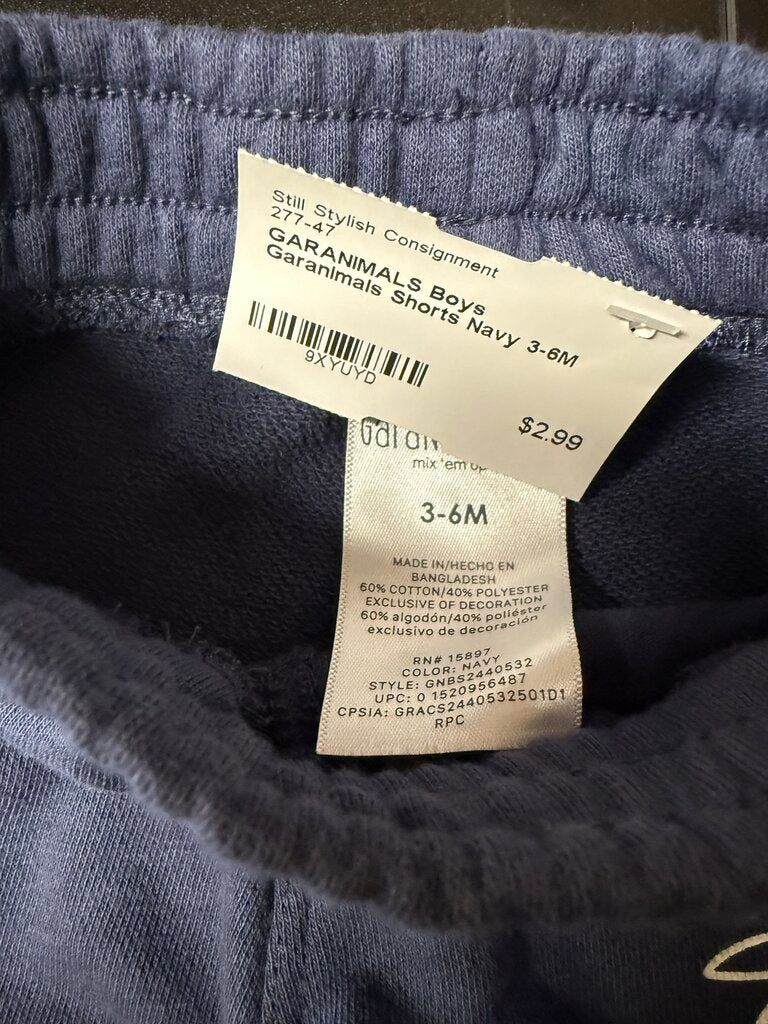 Still Stylish Consignment
277-47
GARANIMALS Boys
Garanimals Shorts Navy 3-6M
9XYUYD
$2.99
mix 'em
3-6M
MADE IN/HECHO EN
BANGLADESH
60% COTTON/40% POLYESTER
EXCLUSIVE OF DECORATION
60% algodón/40% poliéster
exclusivo de decoración
RN# 15897
COLOR: NAVY
STYLE: GNBS2440532
UPC: 0 1520956487
CPSIA: GRACS2440532501D1
RPC